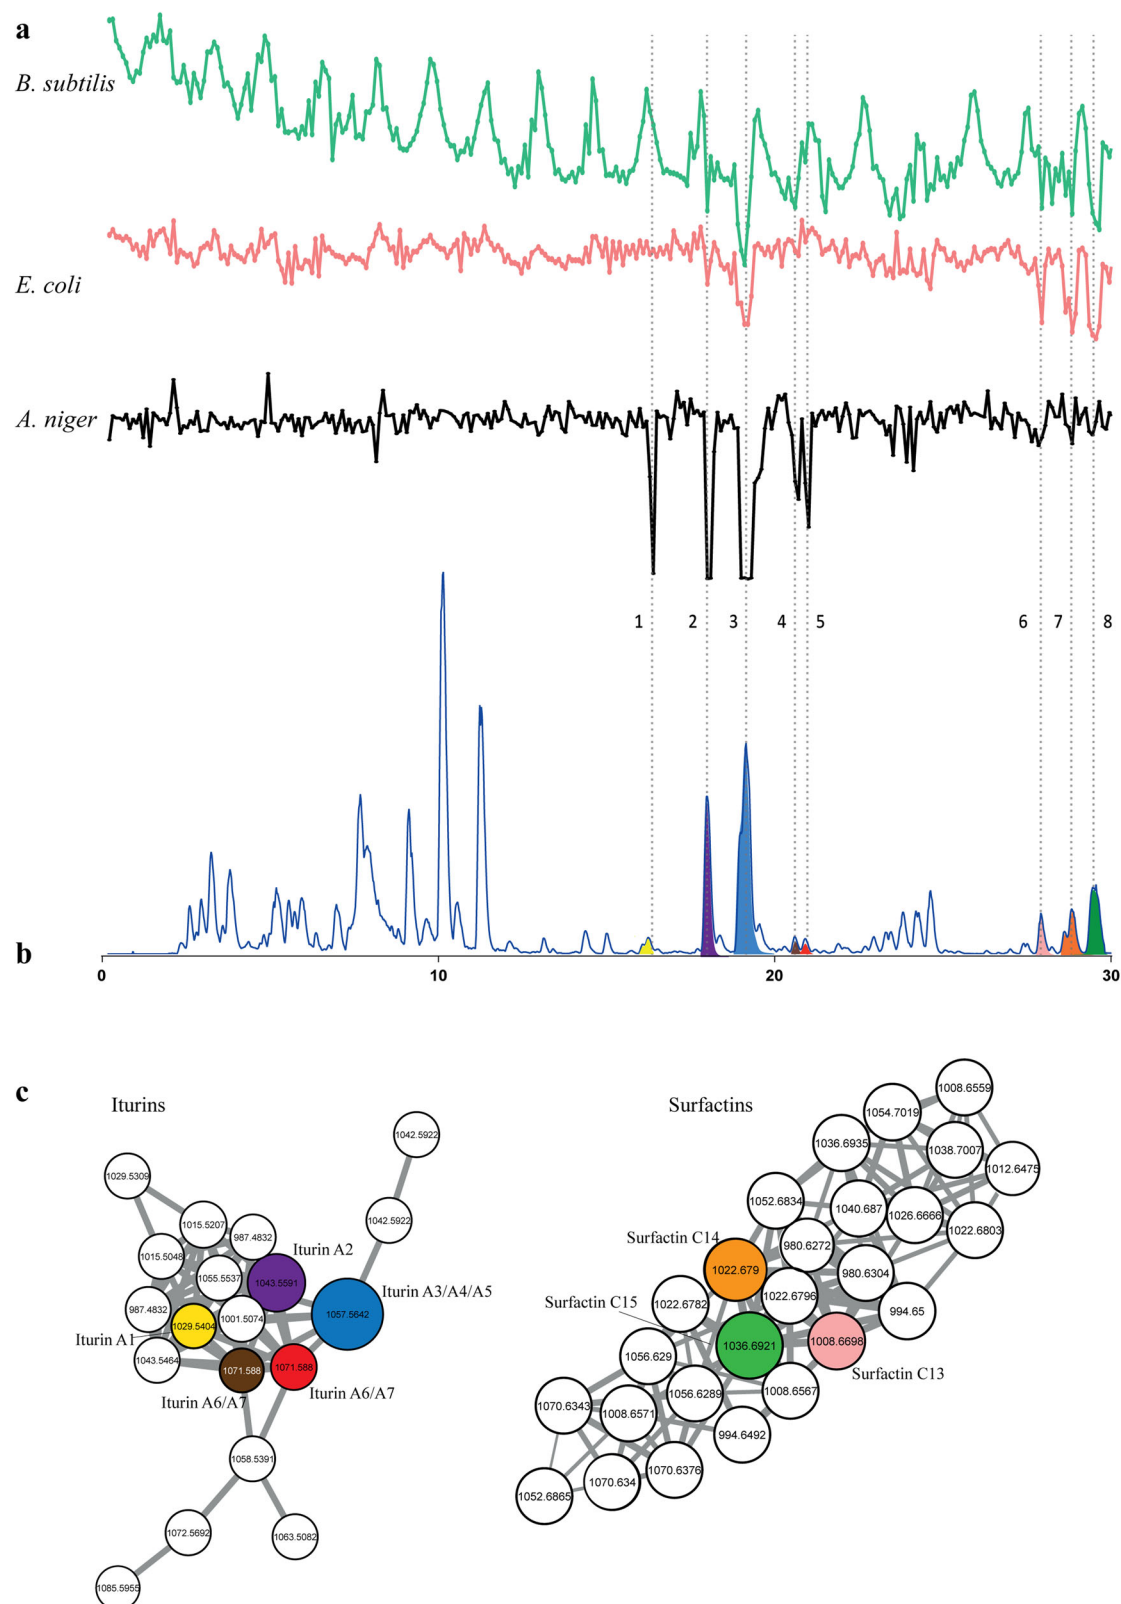 a
B. subtilis
E. coli
A. niger
1 2 3 4 5 6 7 8
b
0 10 20 30
c
Iturins
Surfactins
1042.5922
1029.5309
1015.5207
987.4832
1042.5922
1015.5048
Iturin A2
1055.5537
1043.5591
Iturin A3/A4/A5
987.4832
1001.5074
1057.5642
Iturin A1
1029.5404
1043.5464
1071.588
1071.588
Iturin A6/A7
Iturin A6/A7
1058.5391
1072.5692
1063.5082
1085.5955
1008.6559
1054.7019
1036.6935
1038.7007
1012.6475
1052.6834
1040.687
1026.6666
1022.6803
Surfactin C14
980.6272
1022.679
980.6304
Surfactin C15
1022.6782
1022.6796
994.65
1036.6921
1008.6698
1056.629
Surfactin C13
1056.6289
1008.6567
1070.6343
1008.6571
994.6492
1070.6376
1070.634
1052.6865